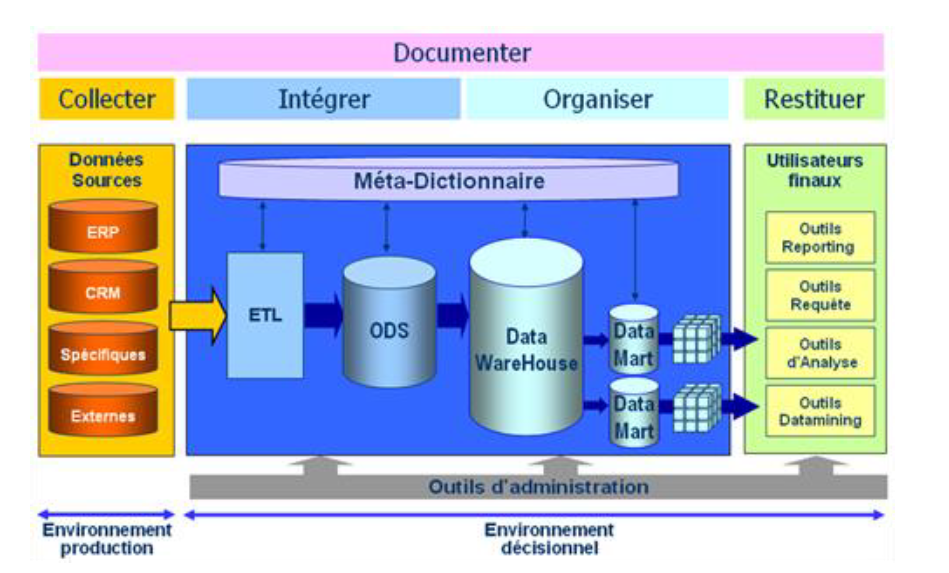 Documenter
Collecter
Intégrer
Organiser
Restituer
Données
Sources
ERP
CRM
Spécifiques
Externes
Méta-Dictionnaire
ETL
ODS
Data
WareHouse
Data
Mart
Data
Mart
Utilisateurs
finaux
Outils
Reporting
Outils
Requête
Outils
d'Analyse
Outils
Datamining
Outils d'administration
Environnement
production
Environnement
décisionnel